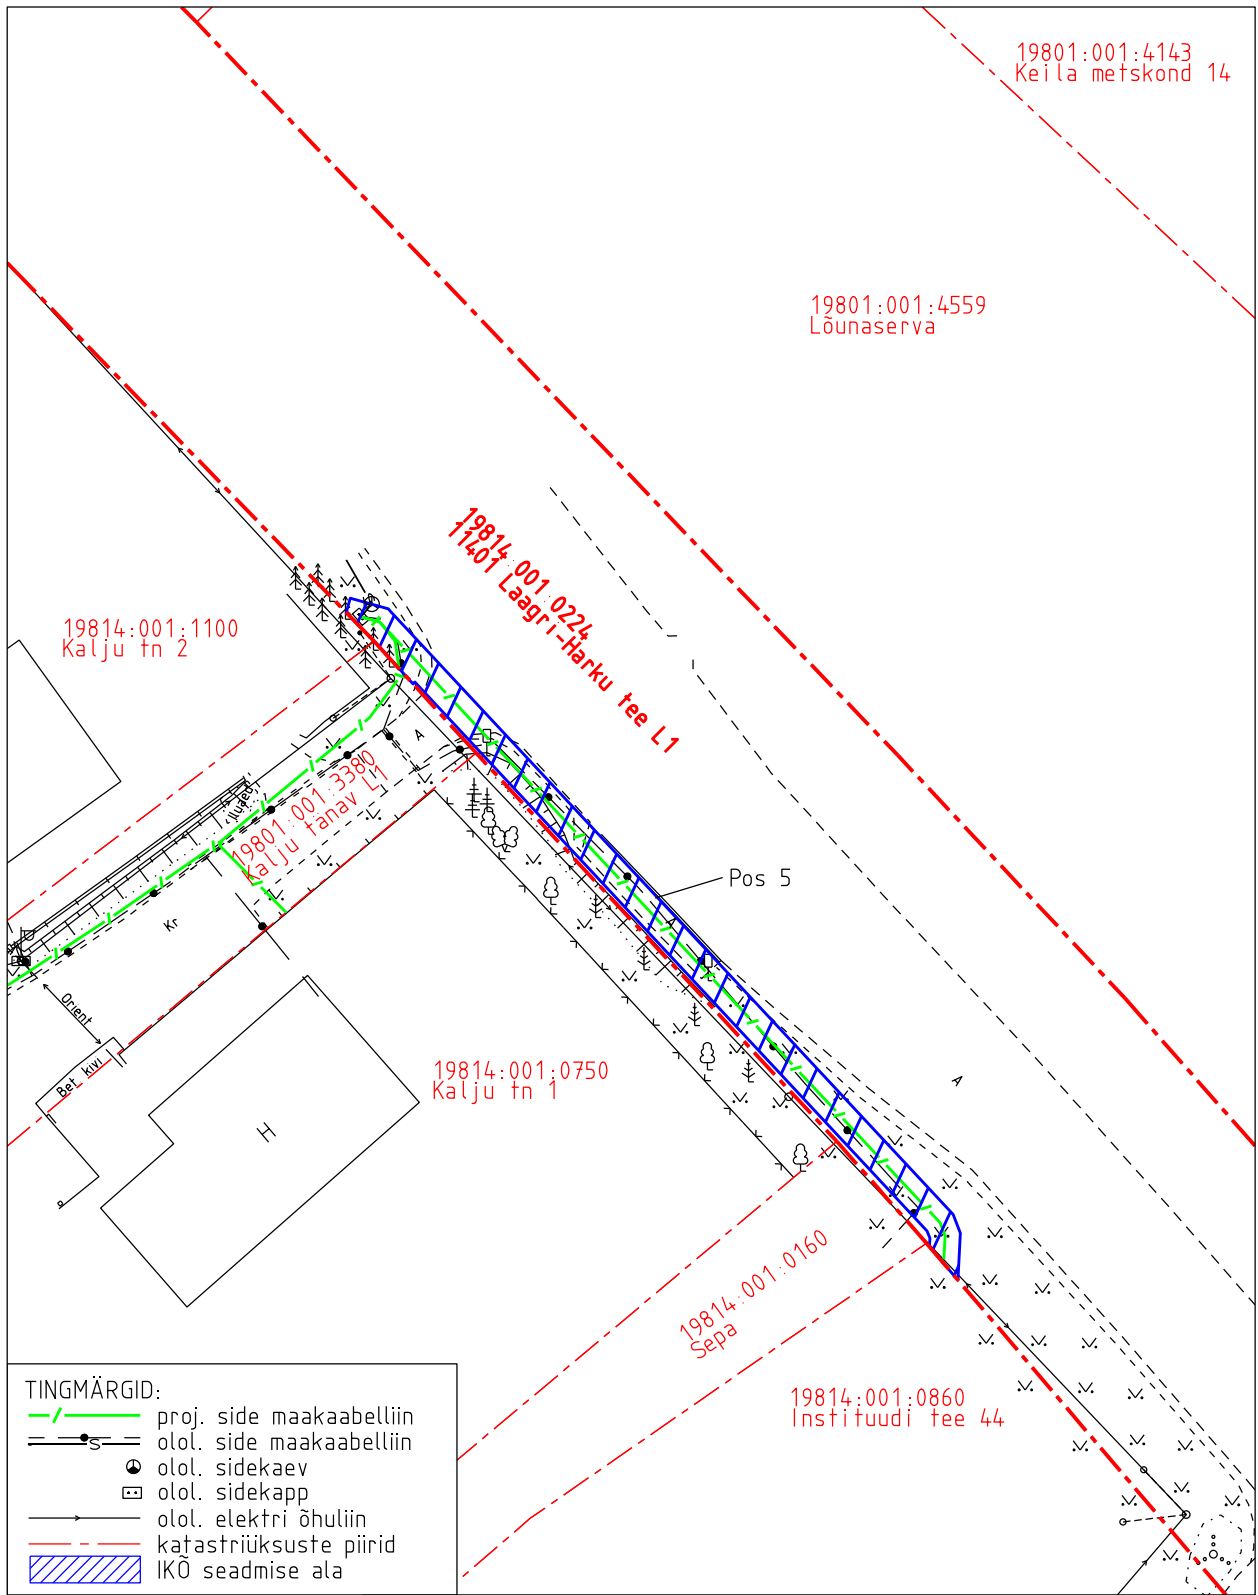 19801:001:4143
Keila metskond 14
19801:001:4559
Lõunaserva
19814:001:0224
11401 Laagri-Harku tee L1
19814:001:1100
Kalju tn 2
A
19801:001:3380
Kalju tänav L1
Pos 5
A
Kr
Orient
Bet kivi
19814:001:0750
Kalju tn 1
A
H
19814:001:0160
Sepa
19814:001:0860
Instituudi tee 44
TINGMÄRGID:
proj. side maakaabelliin
S
olol. side maakaabelliin
olol. sidekaev
olol. sidekapp
olol. elektri õhuliin
katastriüksuste piirid
IKÕ seadmise ala